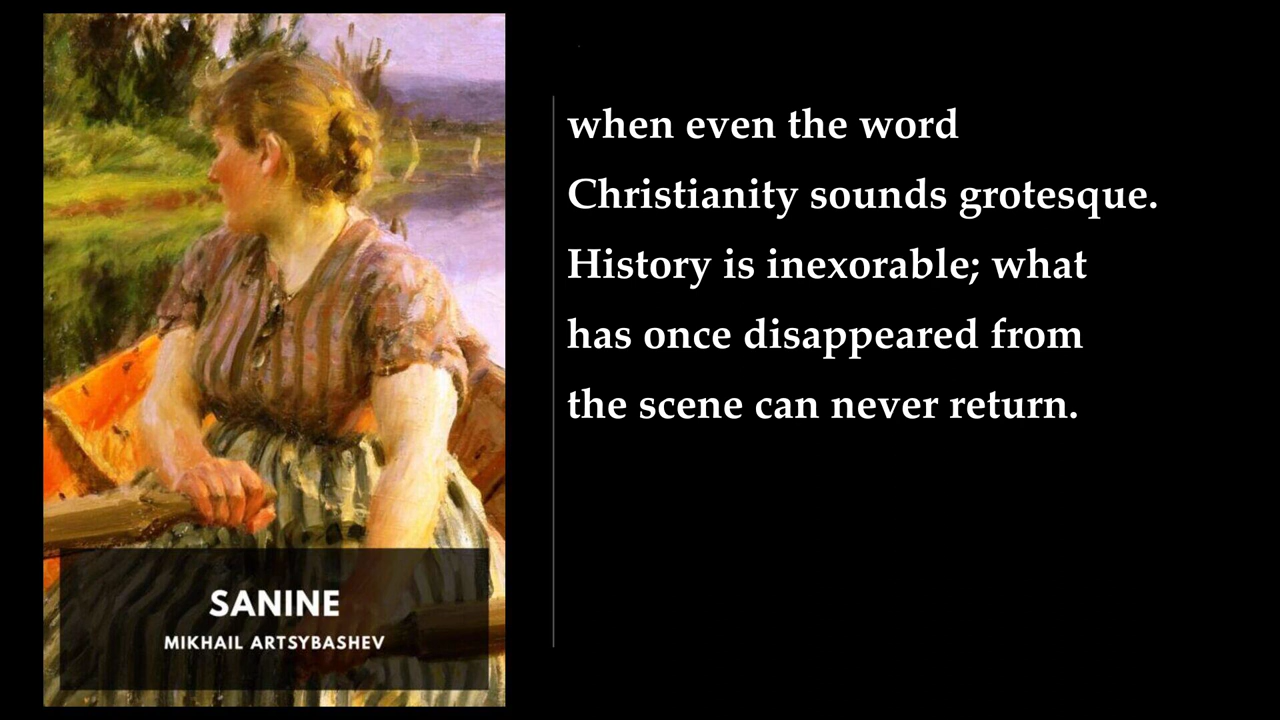 when even the word
Christianity sounds grotesque.
History is inexorable; what
has once disappeared from
the scene can never return.
SANINE
MIKHAIL ARTSYBASHEV